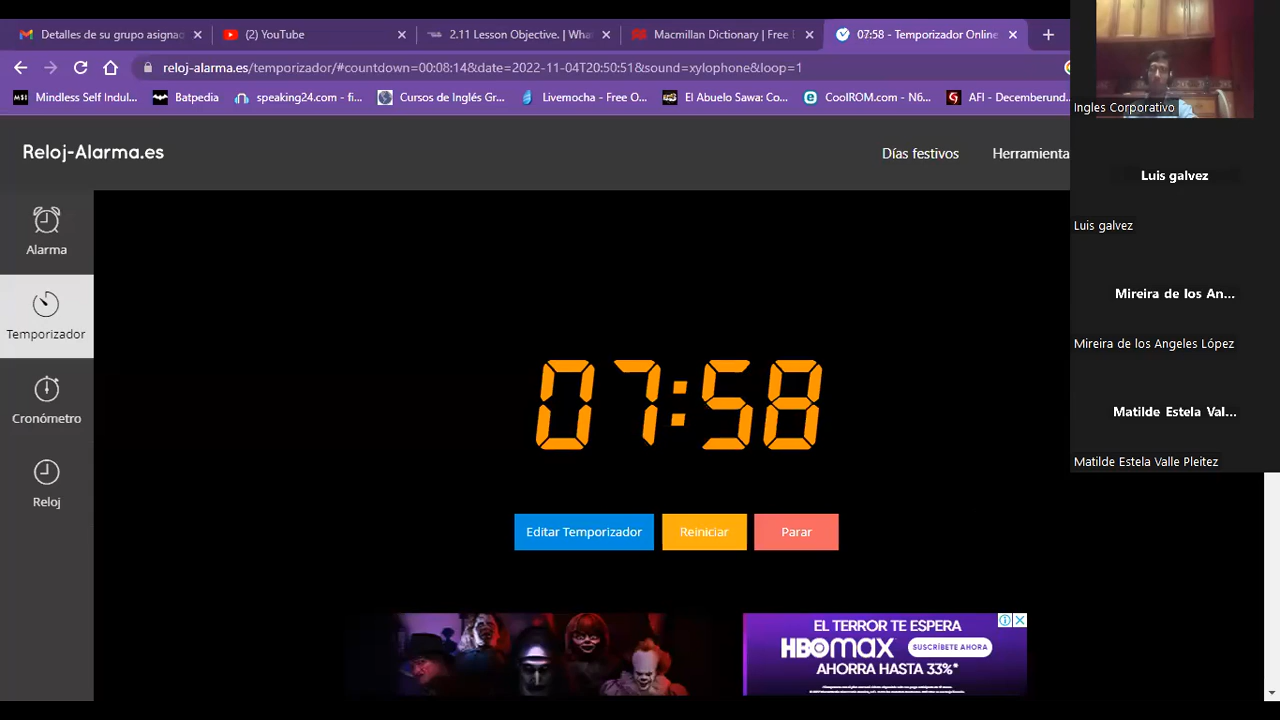 Detalles de su grupo asignac
(2) YouTube
2.11 Lesson Objective. | Wha
Macmillan Dictionary | Free E
07:58 - Temporizador Online
reloj-alarma.es/temporizador/#countdown=00:08:14&date=2022-11-04T20:50:51&sound=xylophone&loop=1
Mindless Self Indul...
Batpedia
speaking24.com - fi...
Cursos de Inglés Gr...
Livemocha - Free O...
El Abuelo Sawa: Co...
CoolROM.com - N6...
AFI - Decemberund...
Reloj-Alarma.es
Días festivos
Herramienta
Alarma
Temporizador
Cronómetro
Reloj
07:58
Editar Temporizador
Reiniciar
Parar
EL TERROR TE ESPERA
HBOMAX
SUSCRÍBETE AHORA
AHORA HASTA 33%*
Ingles Corporativo
Luis galvez
Luis galvez
Mireira de los An...
Mireira de los Angeles López
Matilde Estela Val...
Matilde Estela Valle Pleitez